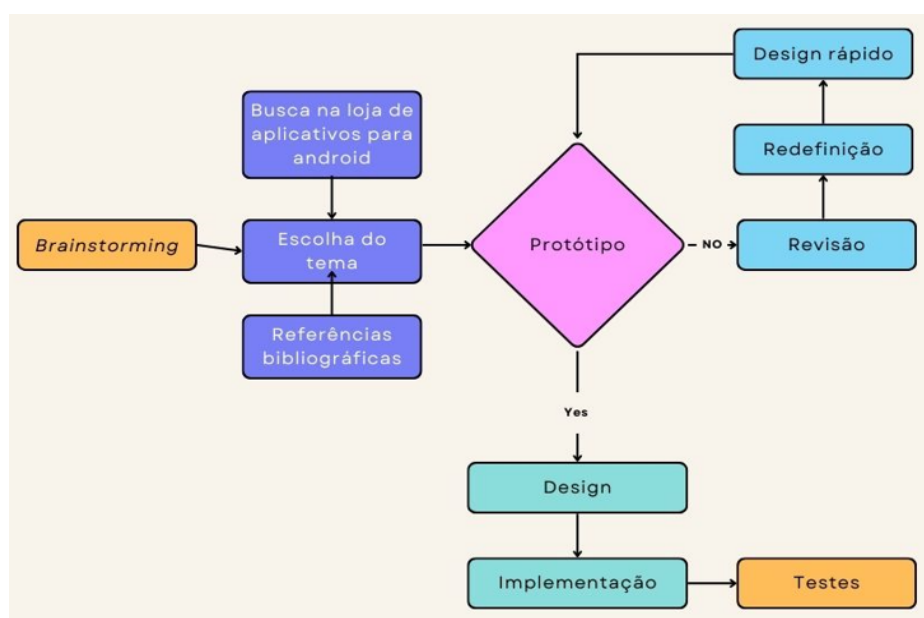 Brainstorming
Busca na loja de
aplicativos para
android
Escolha do
tema
Referências
bibliográficas
Protótipo
NO
Revisão
Redefinição
Design rápido
Yes
Design
Implementação
Testes